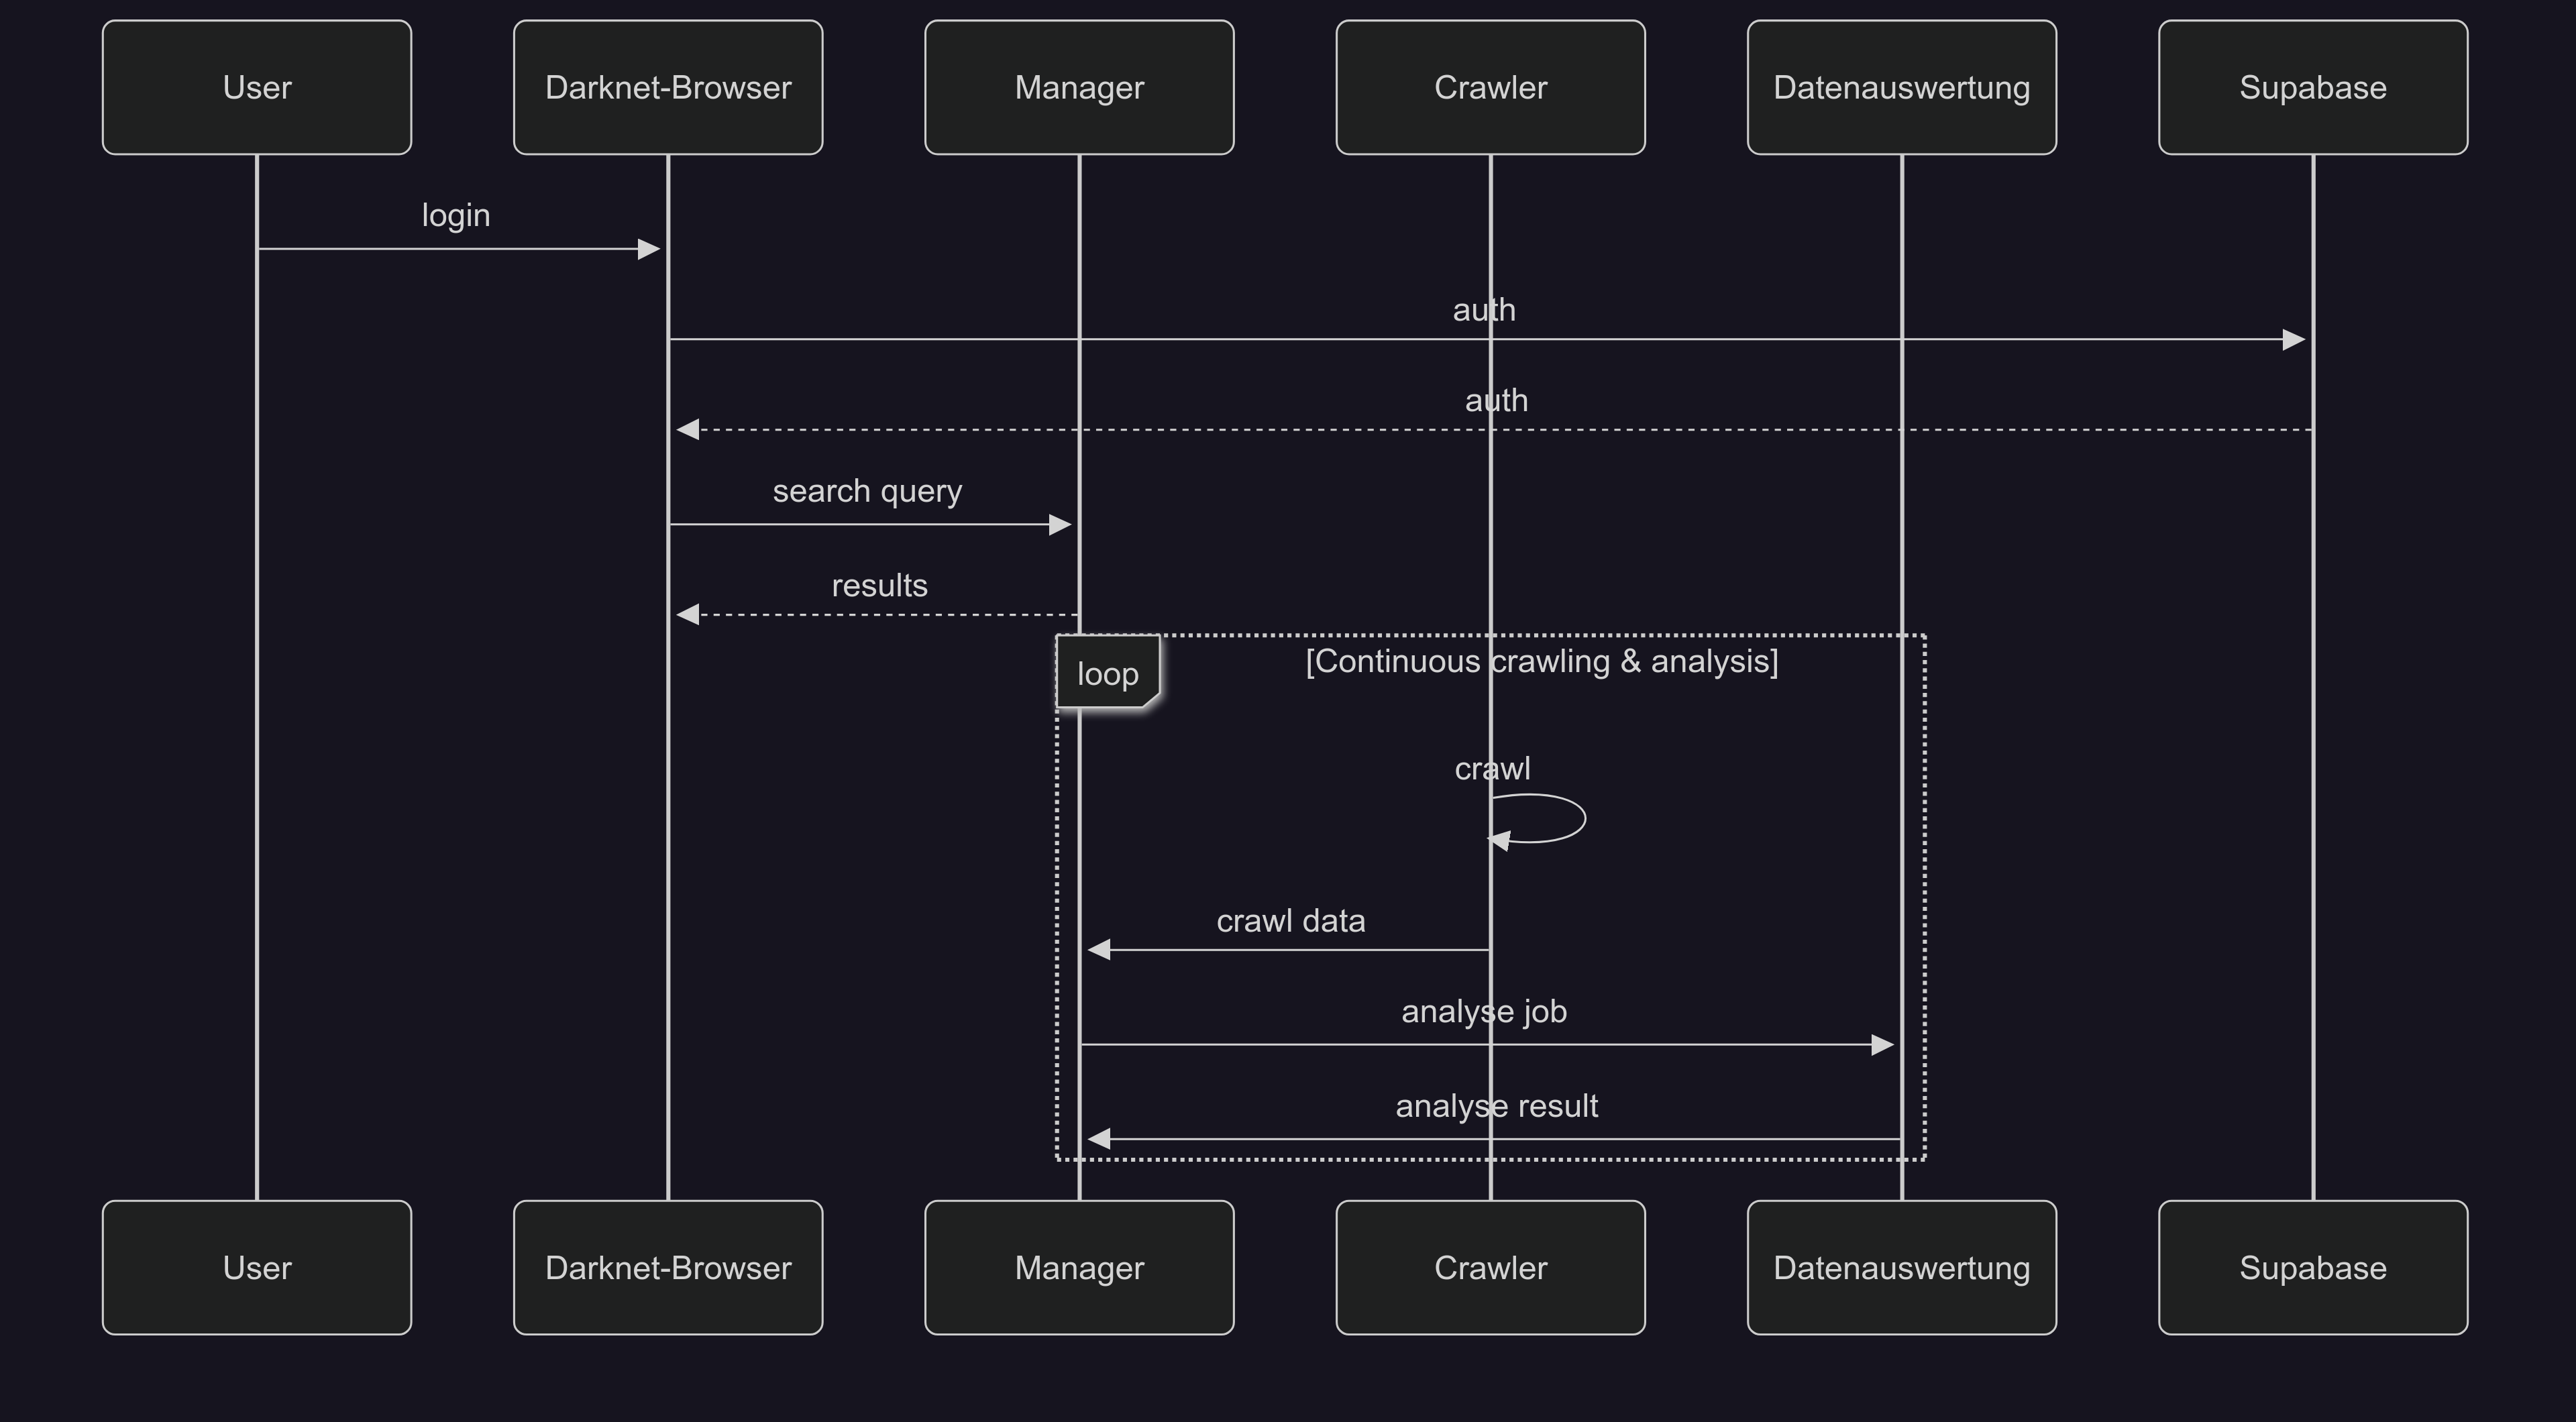 User
Darknet-Browser
Manager
Crawler
Datenauswertung
Supabase
login
auth
auth
search query
results
loop
[Continuous crawling & analysis]
crawl
crawl data
analyse job
analyse result
User
Darknet-Browser
Manager
Crawler
Datenauswertung
Supabase